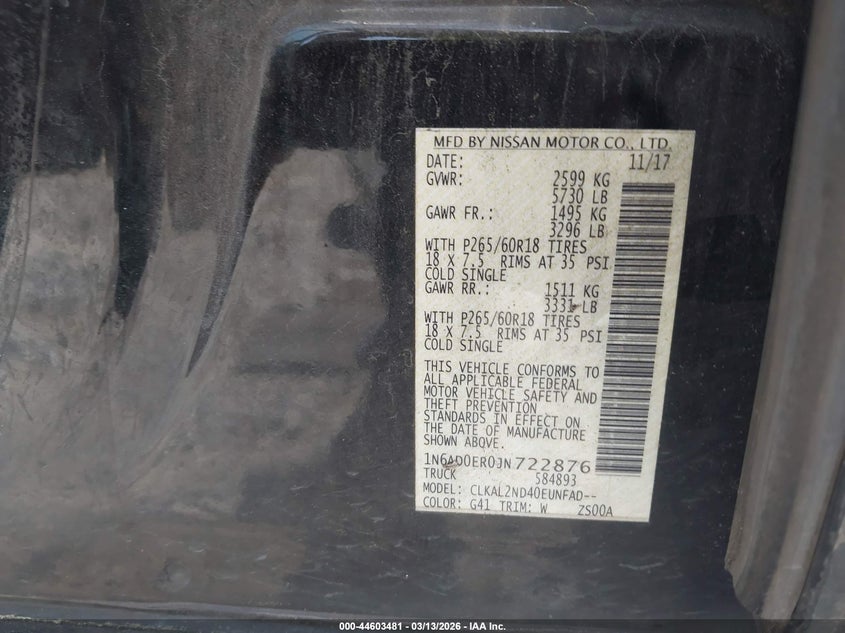 MFD BY NISSAN MOTOR CO., LTD.
DATE: 11/17
GVWR: 2599 KG
5730 LB
GAWR FR.: 1495 KG
3296 LB
WITH P265/60R18 TIRES
18 X 7.5 RIMS AT 35 PSI
COLD SINGLE
GAWR RR.: 1511 KG
3331 LB
WITH P265/60R18 TIRES
18 X 7.5 RIMS AT 35 PSI
COLD SINGLE
THIS VEHICLE CONFORMS TO
ALL APPLICABLE FEDERAL
MOTOR VEHICLE SAFETY AND
THEFT PREVENTION
STANDARDS IN EFFECT ON
THE DATE OF MANUFACTURE
SHOWN ABOVE.
1N6AD0ER0JN722876
TRUCK 584893
MODEL: CLKAL2ND40EUNFAD--
COLOR: G41 TRIM: W ZS00A
000-44603481 - 03/13/2026 - IAA Inc.